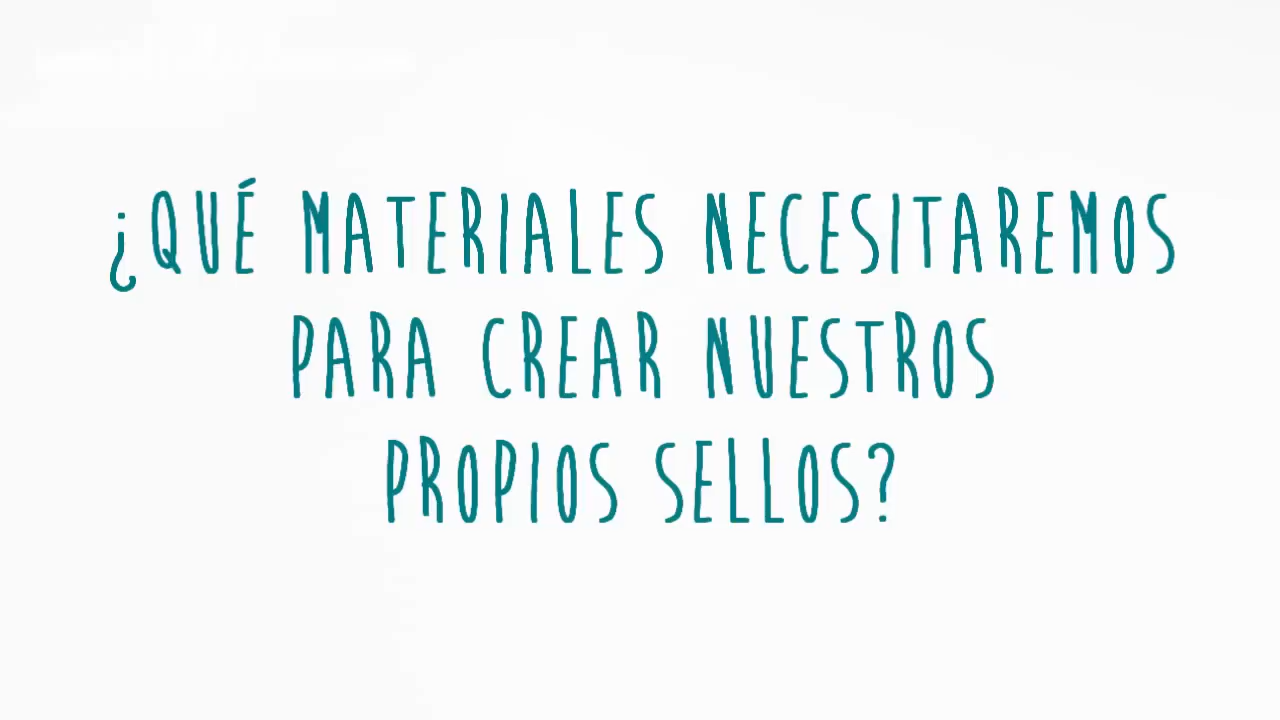 ¿QUÉ MATERIALES NECESITAREMOS
PARA CREAR NUESTROS
PROPIOS SELLOS?